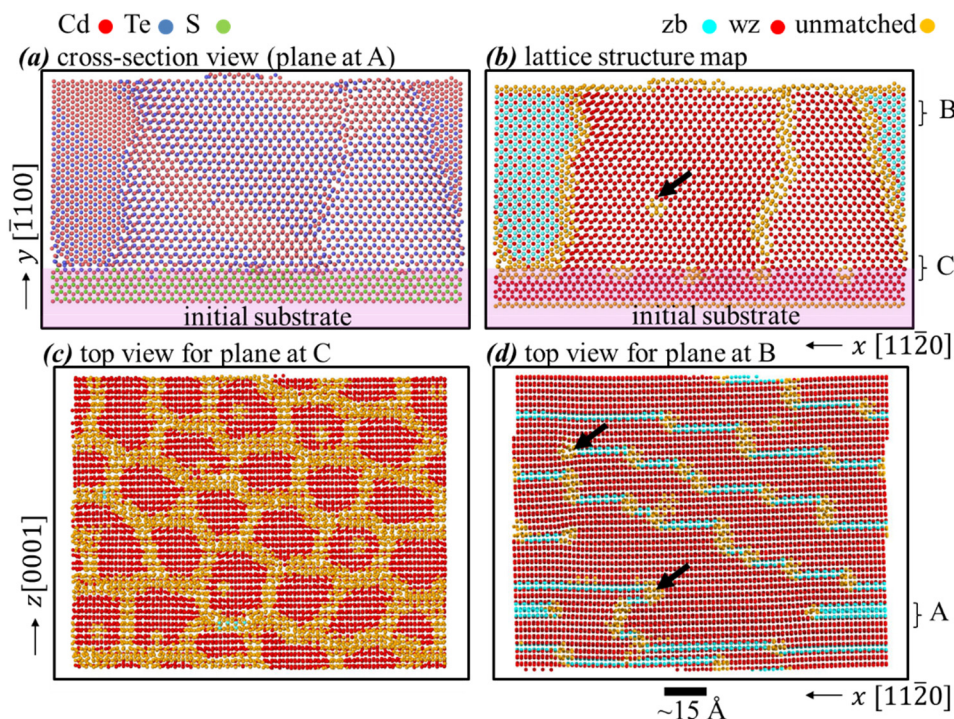 Cd Te S zb wz unmatched
(a) cross-section view (plane at A) (b) lattice structure map
B
y [1̄100]
C
initial substrate initial substrate
x [112̄0]
(c) top view for plane at C (d) top view for plane at B
z [0001]
A
~15 Å
x [112̄0]